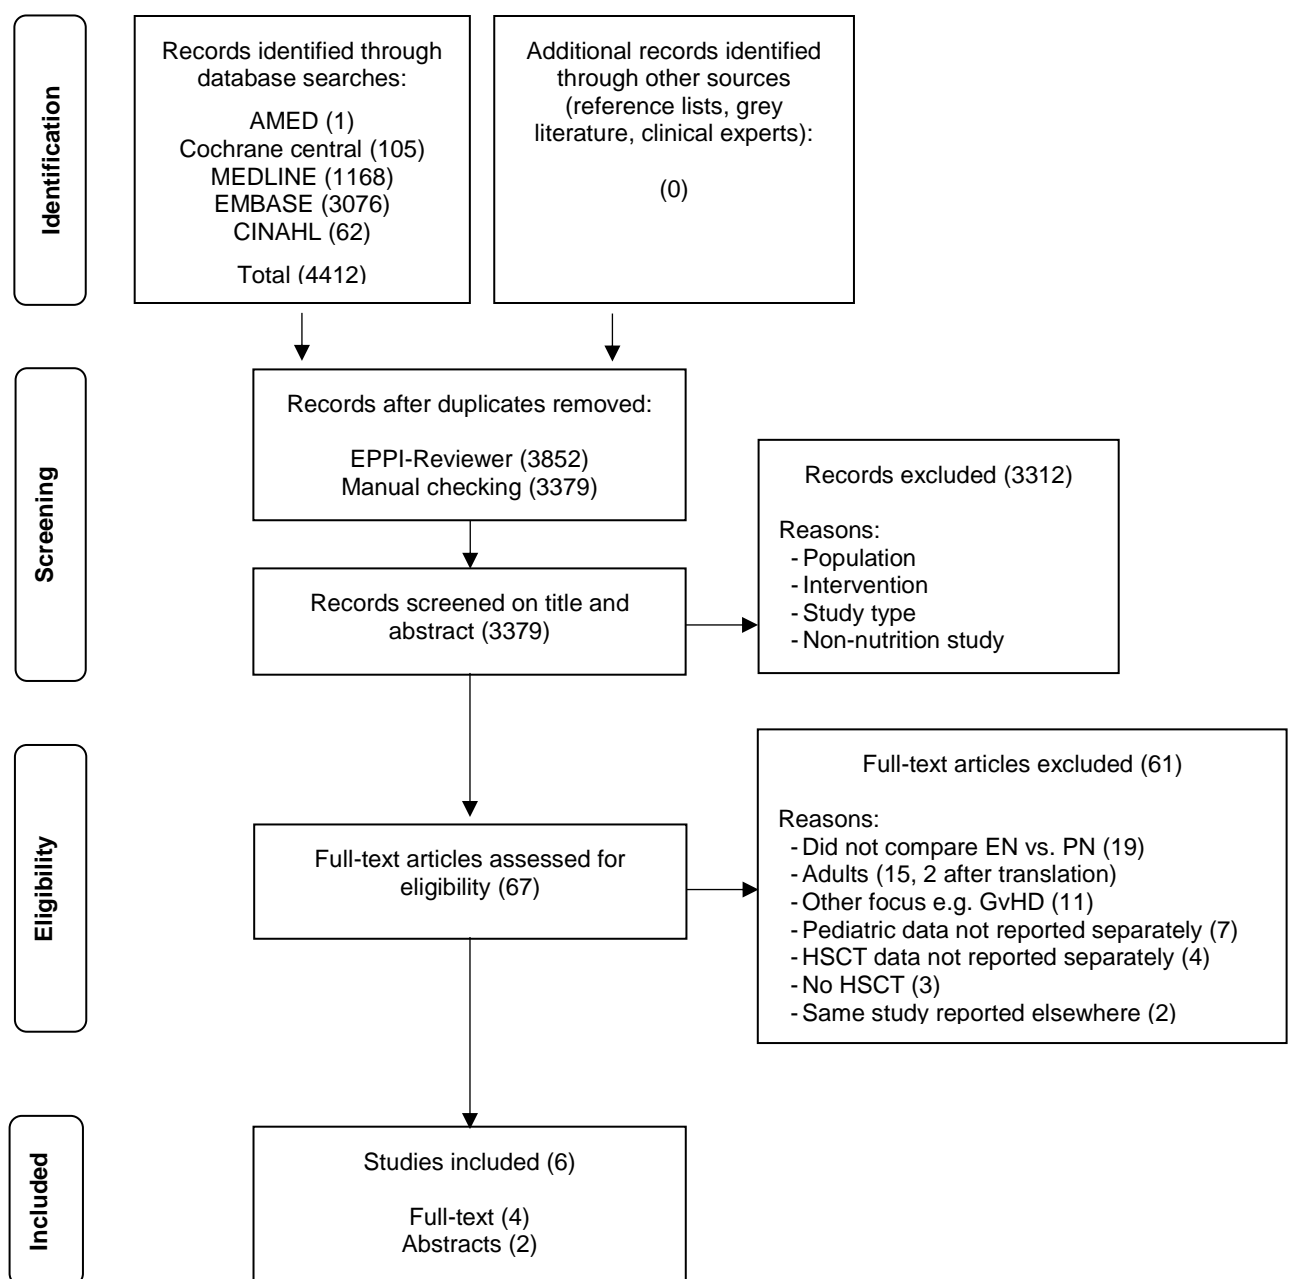 Identification
Records identified through
database searches:
AMED (1)
Cochrane central (105)
MEDLINE (1168)
EMBASE (3076)
CINAHL (62)
Total (4412)
Additional records identified
through other sources
(reference lists, grey
literature, clinical experts):
(0)
Screening
Records after duplicates removed:
EPPI-Reviewer (3852)
Manual checking (3379)
Records screened on title and
abstract (3379)
Records excluded (3312)
Reasons:
- Population
- Intervention
- Study type
- Non-nutrition study
Eligibility
Full-text articles assessed for
eligibility (67)
Full-text articles excluded (61)
Reasons:
- Did not compare EN vs. PN (19)
- Adults (15, 2 after translation)
- Other focus e.g. GvHD (11)
- Pediatric data not reported separately (7)
- HSCT data not reported separately (4)
- No HSCT (3)
- Same study reported elsewhere (2)
Included
Studies included (6)
Full-text (4)
Abstracts (2)